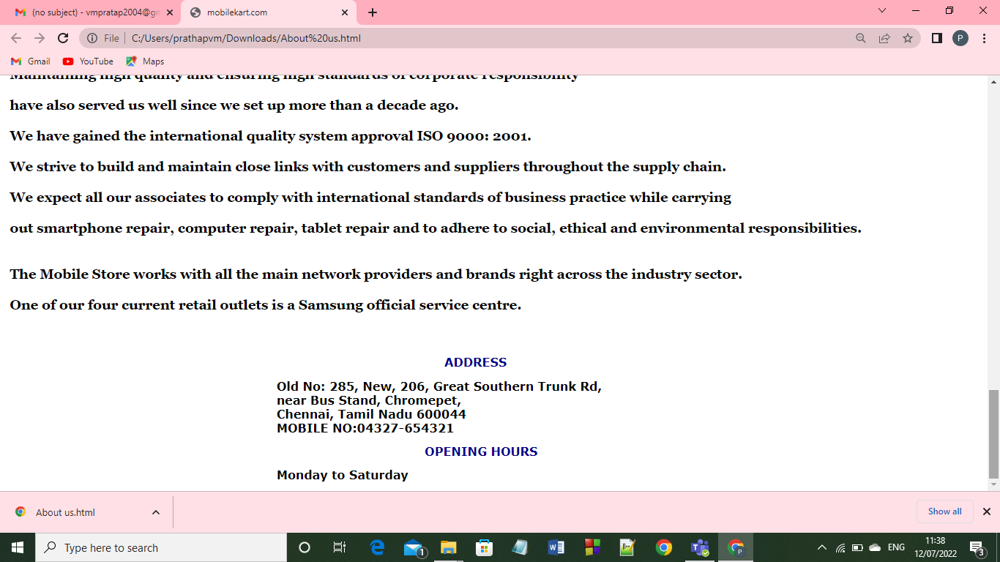 (no subject) - vmpratap2004@gm
mobilekart.com
File C:/Users/prathapvm/Downloads/About%20us.html
P
Gmail YouTube Maps
Maintaining high quality and ensuring high standards of corporate responsibility
have also served us well since we set up more than a decade ago.
We have gained the international quality system approval ISO 9000: 2001.
We strive to build and maintain close links with customers and suppliers throughout the supply chain.
We expect all our associates to comply with international standards of business practice while carrying
out smartphone repair, computer repair, tablet repair and to adhere to social, ethical and environmental responsibilities.
The Mobile Store works with all the main network providers and brands right across the industry sector.
One of our four current retail outlets is a Samsung official service centre.
ADDRESS
Old No: 285, New, 206, Great Southern Trunk Rd,
near Bus Stand, Chromepet,
Chennai, Tamil Nadu 600044
MOBILE NO:04327-654321
OPENING HOURS
Monday to Saturday
About us.html
Show all
Type here to search
1
P
ENG
11:38
12/07/2022
3